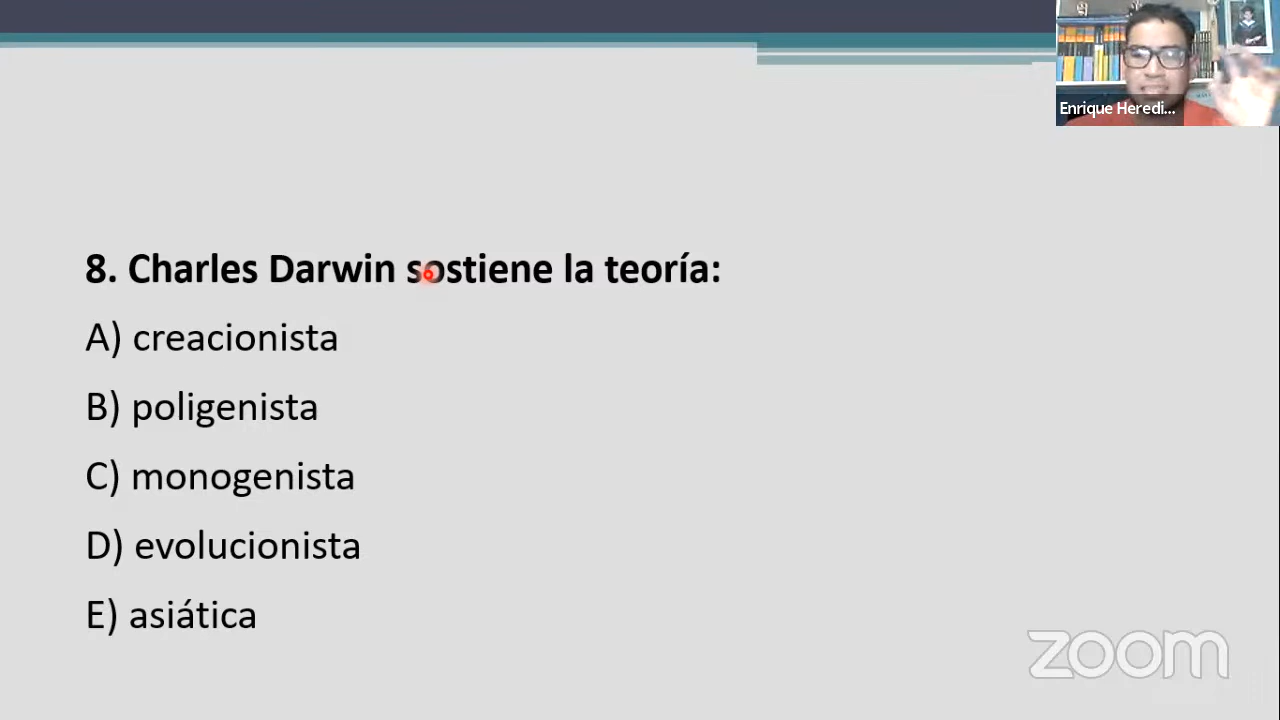 Enrique Heredi...
8. Charles Darwin sostiene la teoría:
A) creacionista
B) poligenista
C) monogenista
D) evolucionista
E) asiática
zoom